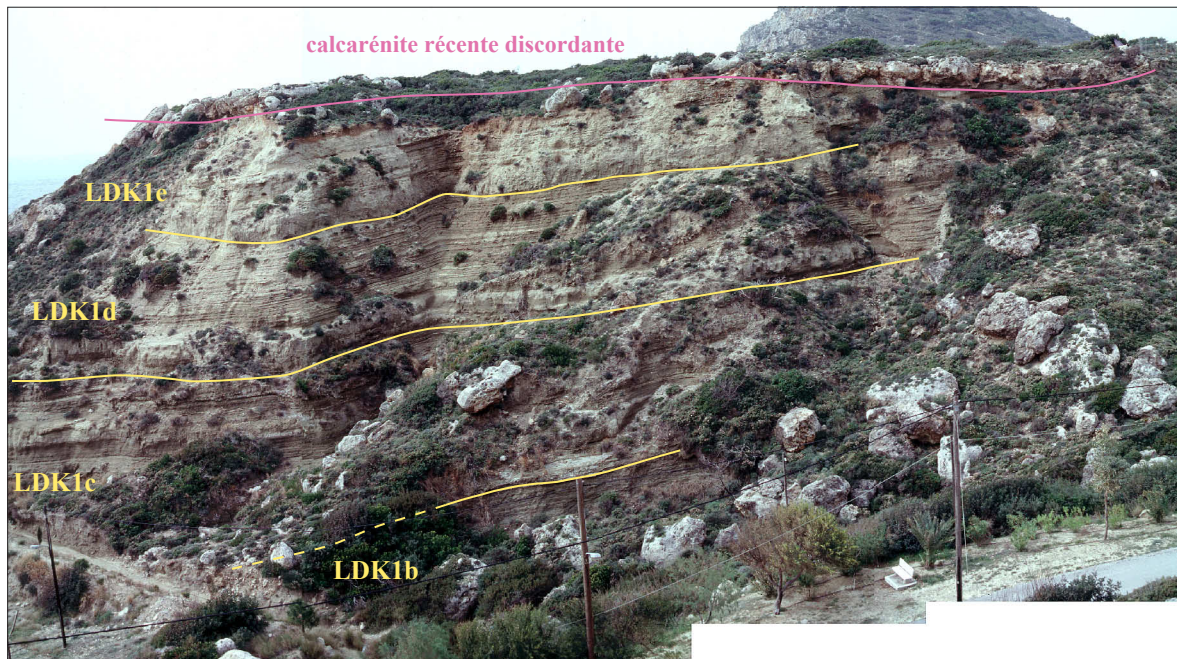 calcarénite récente discordante
LDK1e
LDK1d
LDK1c
LDK1b